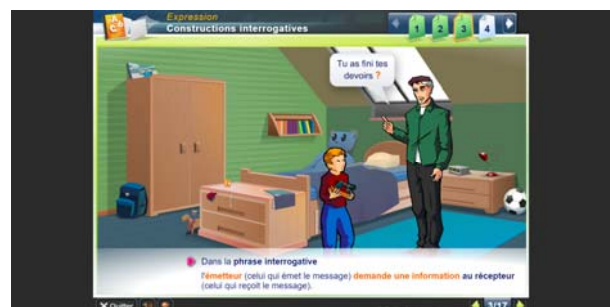 Expression
Constructions interrogatives
1 2 3 4
Tu as fini tes
devoirs ?
Dans la phrase interrogative
l'émetteur (celui qui émet le message) demande une information au récepteur
(celui qui reçoit le message).
Quitter
3/17